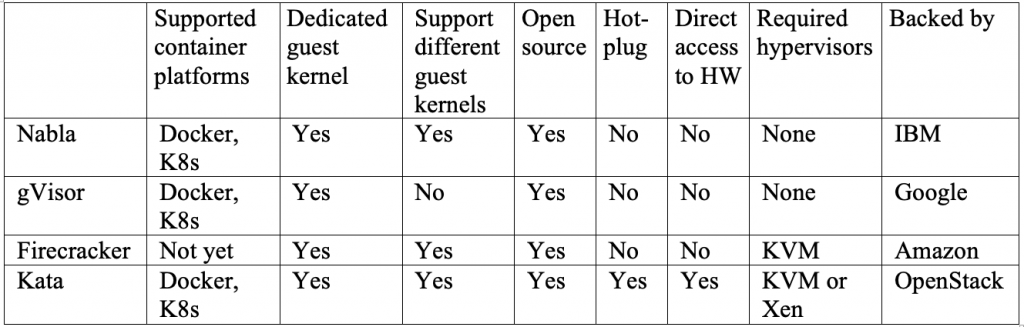 Supported container platforms | Dedicated guest kernel | Support different guest kernels | Open source | Hot-plug | Direct access to HW | Required hypervisors | Backed by
Nabla | Docker, K8s | Yes | Yes | Yes | No | No | None | IBM
gVisor | Docker, K8s | Yes | No | Yes | No | No | None | Google
Firecracker | Not yet | Yes | Yes | Yes | No | No | KVM | Amazon
Kata | Docker, K8s | Yes | Yes | Yes | Yes | Yes | KVM or Xen | OpenStack